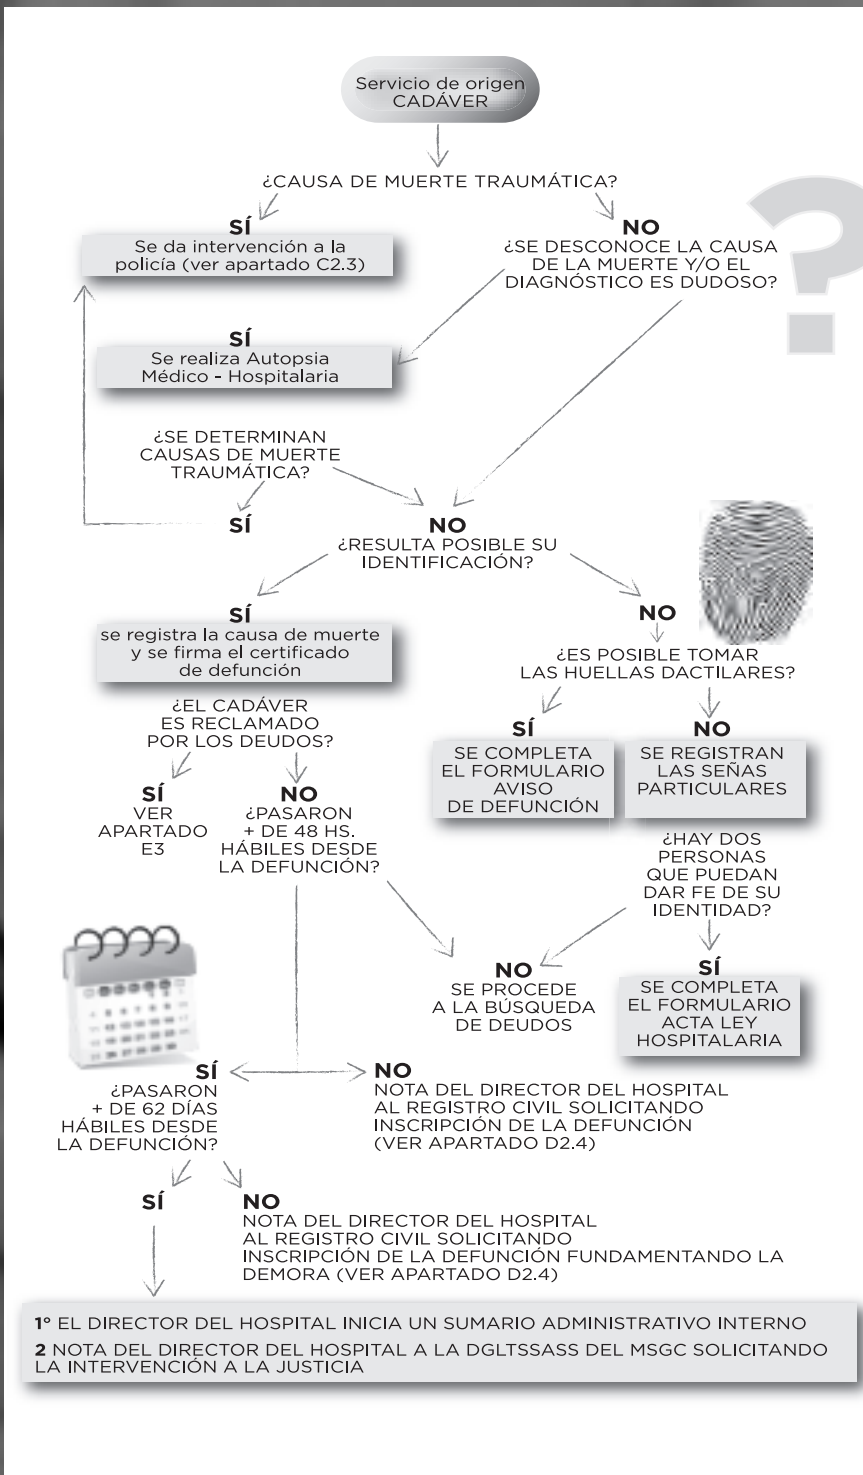 Servicio de origen
CADÁVER
¿CAUSA DE MUERTE TRAUMÁTICA?
SÍ
Se da intervención a la
policía (ver apartado C2.3)
NO
¿SE DESCONOCE LA CAUSA
DE LA MUERTE Y/O EL
DIAGNÓSTICO ES DUDOSO?
?
SÍ
Se realiza Autopsia
Médico - Hospitalaria
¿SE DETERMINAN
CAUSAS DE MUERTE
TRAUMÁTICA?
SÍ
NO
¿RESULTA POSIBLE SU
IDENTIFICACIÓN?
SÍ
se registra la causa de muerte
y se firma el certificado
de defunción
NO
¿ES POSIBLE TOMAR
LAS HUELLAS DACTILARES?
¿EL CADÁVER
ES RECLAMADO
POR LOS DEUDOS?
SÍ
SE COMPLETA
EL FORMULARIO
AVISO
DE DEFUNCIÓN
NO
SE REGISTRAN
LAS SEÑAS
PARTICULARES
SÍ
VER
APARTADO
E3
NO
¿PASARON
+ DE 48 HS.
HÁBILES DESDE
LA DEFUNCIÓN?
¿HAY DOS
PERSONAS
QUE PUEDAN
DAR FE DE SU
IDENTIDAD?
NO
SE PROCEDE
A LA BÚSQUEDA
DE DEUDOS
SÍ
SE COMPLETA
EL FORMULARIO
ACTA LEY
HOSPITALARIA
SÍ
¿PASARON
+ DE 62 DÍAS
HÁBILES DESDE
LA DEFUNCIÓN?
NO
NOTA DEL DIRECTOR DEL HOSPITAL
AL REGISTRO CIVIL SOLICITANDO
INSCRIPCIÓN DE LA DEFUNCIÓN
(VER APARTADO D2.4)
SÍ
NO
NOTA DEL DIRECTOR DEL HOSPITAL
AL REGISTRO CIVIL SOLICITANDO
INSCRIPCIÓN DE LA DEFUNCIÓN FUNDAMENTANDO LA
DEMORA (VER APARTADO D2.4)
1° EL DIRECTOR DEL HOSPITAL INICIA UN SUMARIO ADMINISTRATIVO INTERNO
2 NOTA DEL DIRECTOR DEL HOSPITAL A LA DGLTSSASS DEL MSGC SOLICITANDO
LA INTERVENCIÓN A LA JUSTICIA